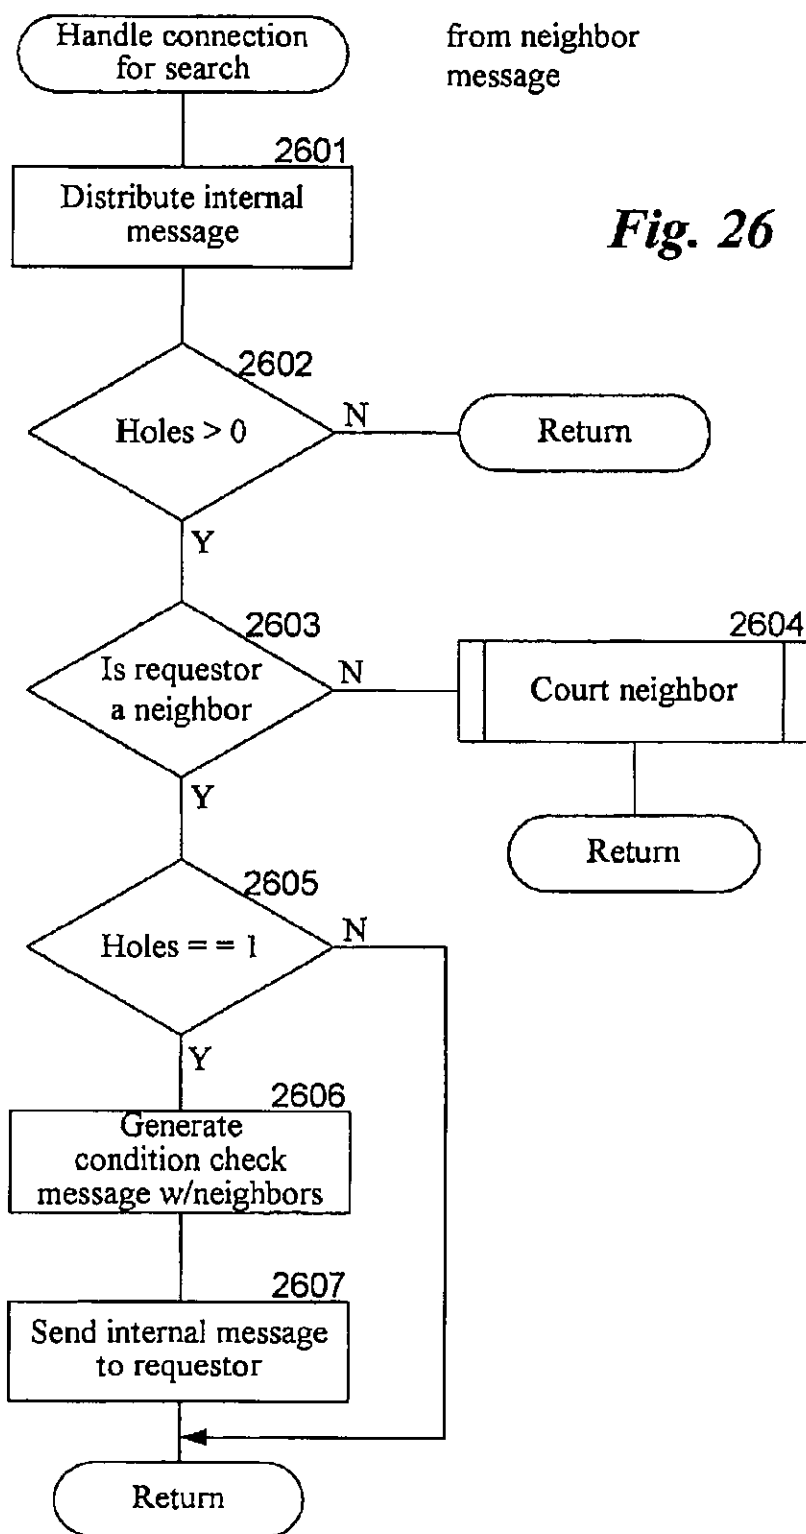 Handle connection
for search
from neighbor
message
2601
Distribute internal
message
Fig. 26
2602
Holes > 0
N
Return
Y
2603
Is requestor
a neighbor
N
2604
Court neighbor
Y
Return
2605
Holes = = 1
N
Y
2606
Generate
condition check
message w/neighbors
2607
Send internal message
to requestor
Return